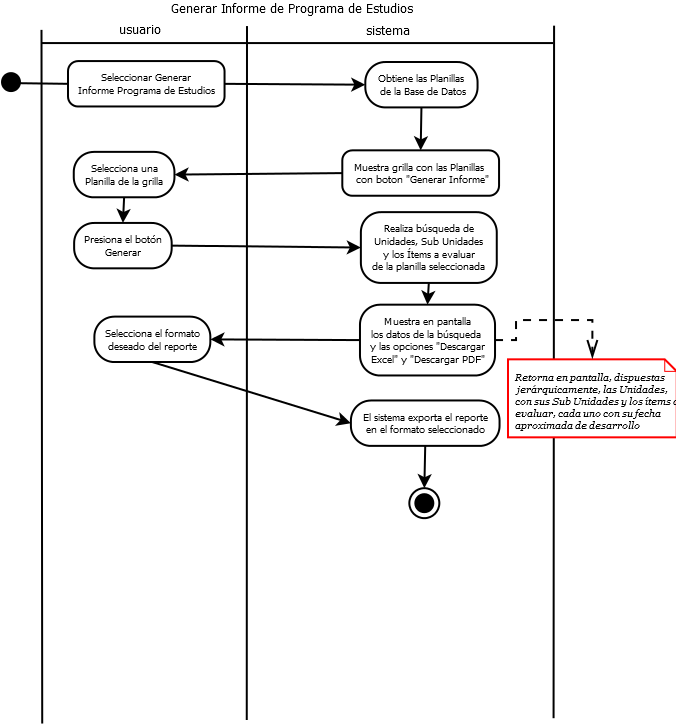 Generar Informe de Programa de Estudios
usuario
sistema
Seleccionar Generar
Informe Programa de Estudios
Obtiene las Planillas
de la Base de Datos
Muestra grilla con las Planillas
con boton "Generar Informe"
Selecciona una
Planilla de la grilla
Presiona el botón
Generar
Realiza búsqueda de
Unidades, Sub Unidades
y los Ítems a evaluar
de la planilla seleccionada
Muestra en pantalla
los datos de la búsqueda
y las opciones "Descargar
Excel" y "Descargar PDF"
Selecciona el formato
deseado del reporte
Retorna en pantalla, dispuestas
jerárquicamente, las Unidades,
con sus Sub Unidades y los ítems a
evaluar, cada uno con su fecha
aproximada de desarrollo
El sistema exporta el reporte
en el formato seleccionado